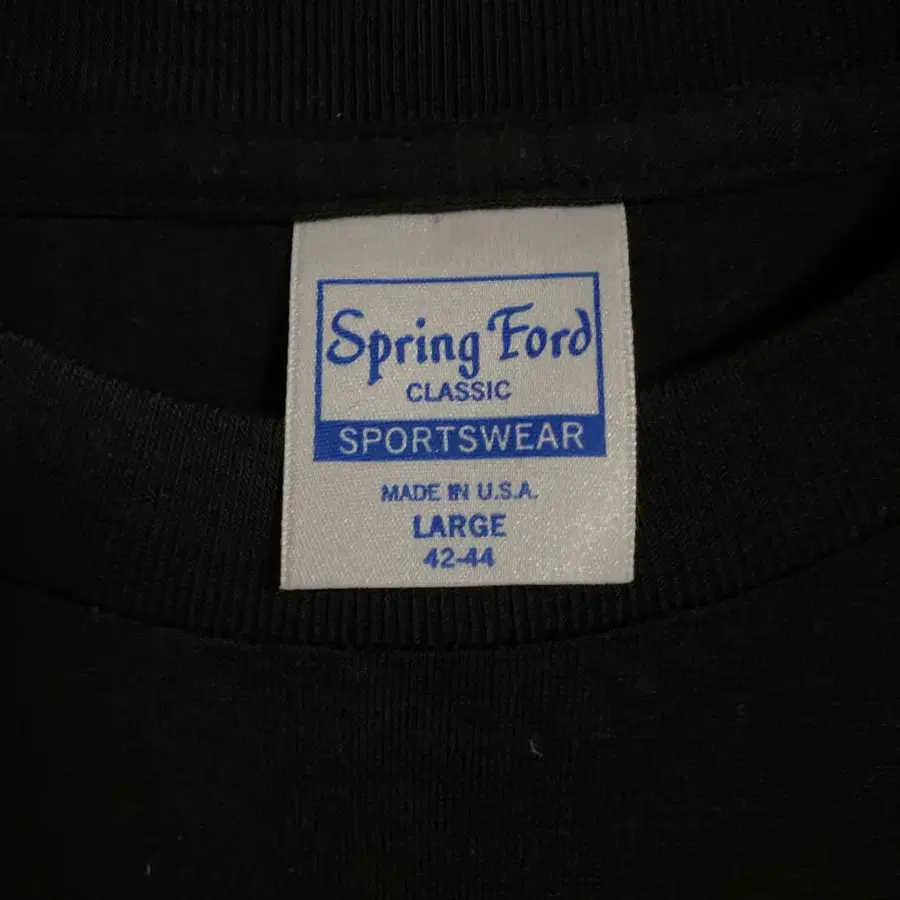 Spring Ford
CLASSIC
SPORTSWEAR
MADE IN U.S.A.
LARGE
42-44